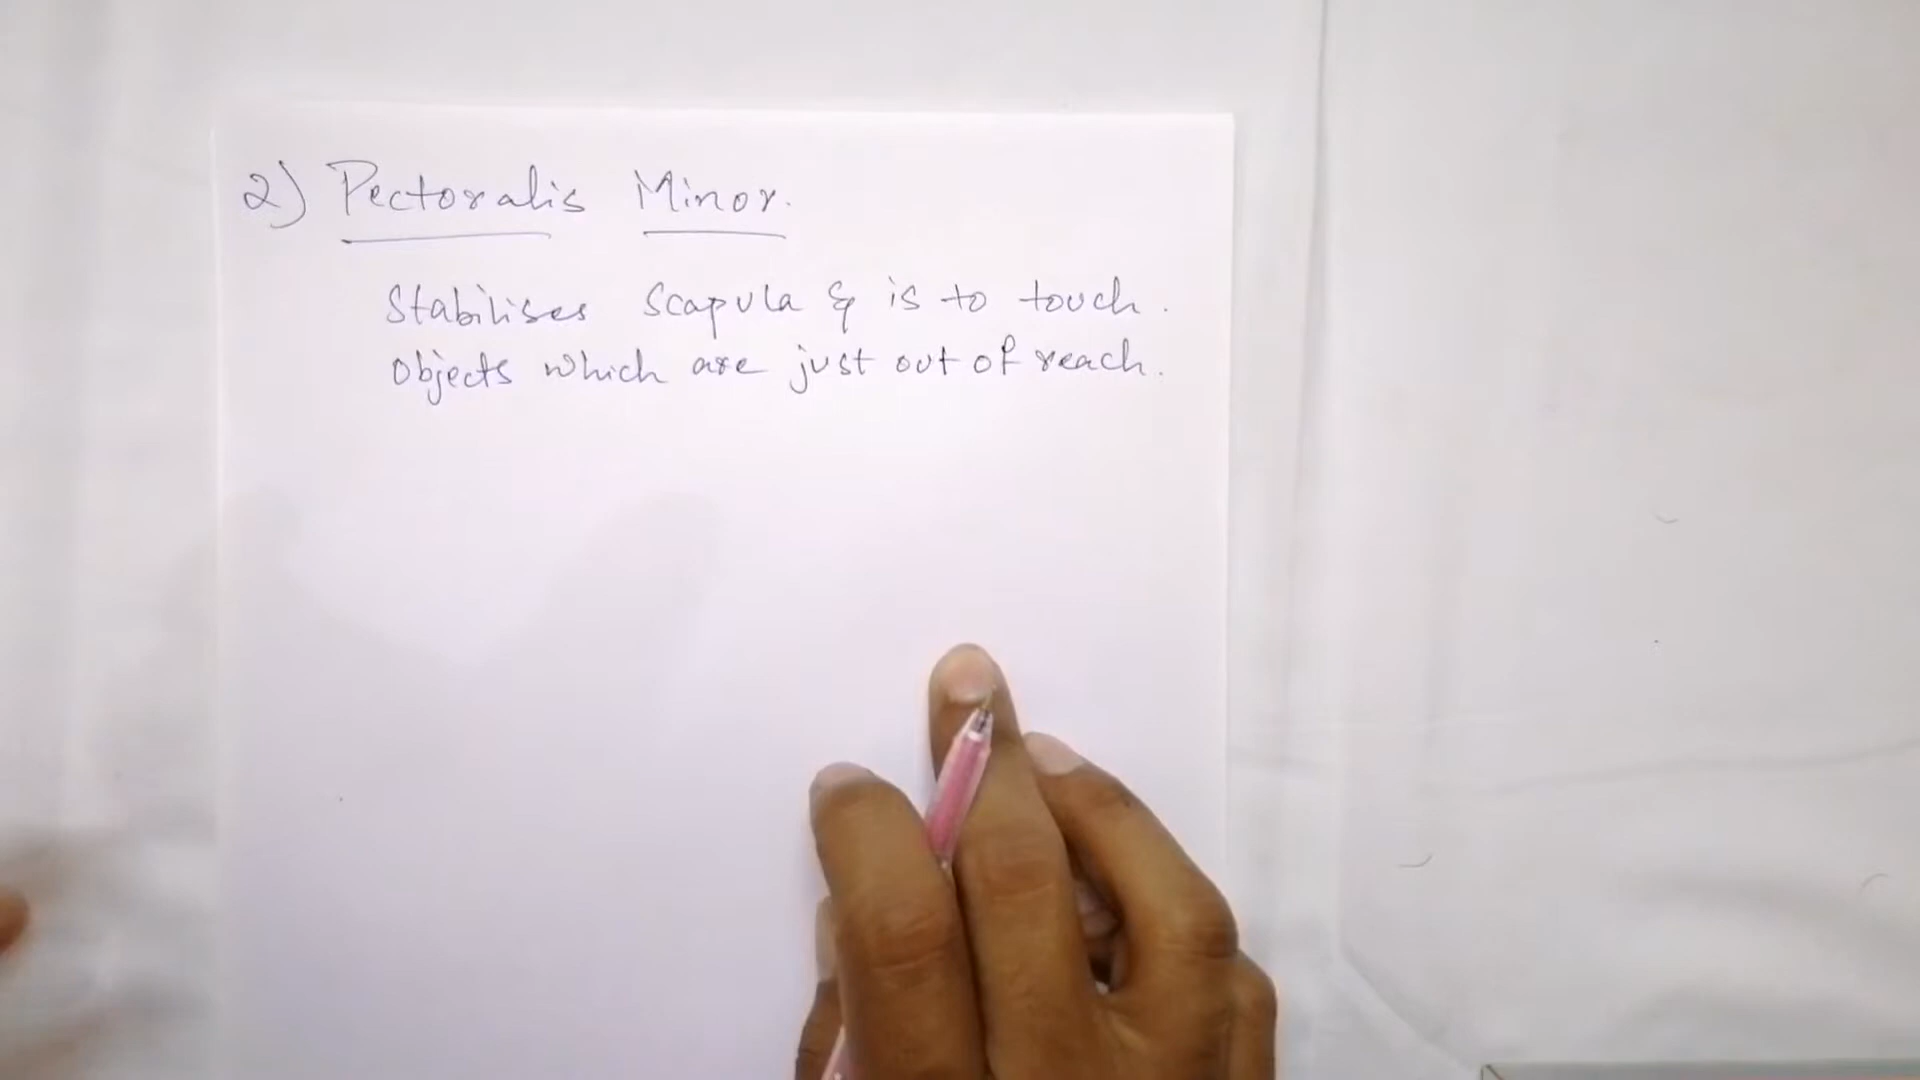 2) Pectoralis Minor.
Stabilises Scapula & is to touch.
Objects which are just out of reach.